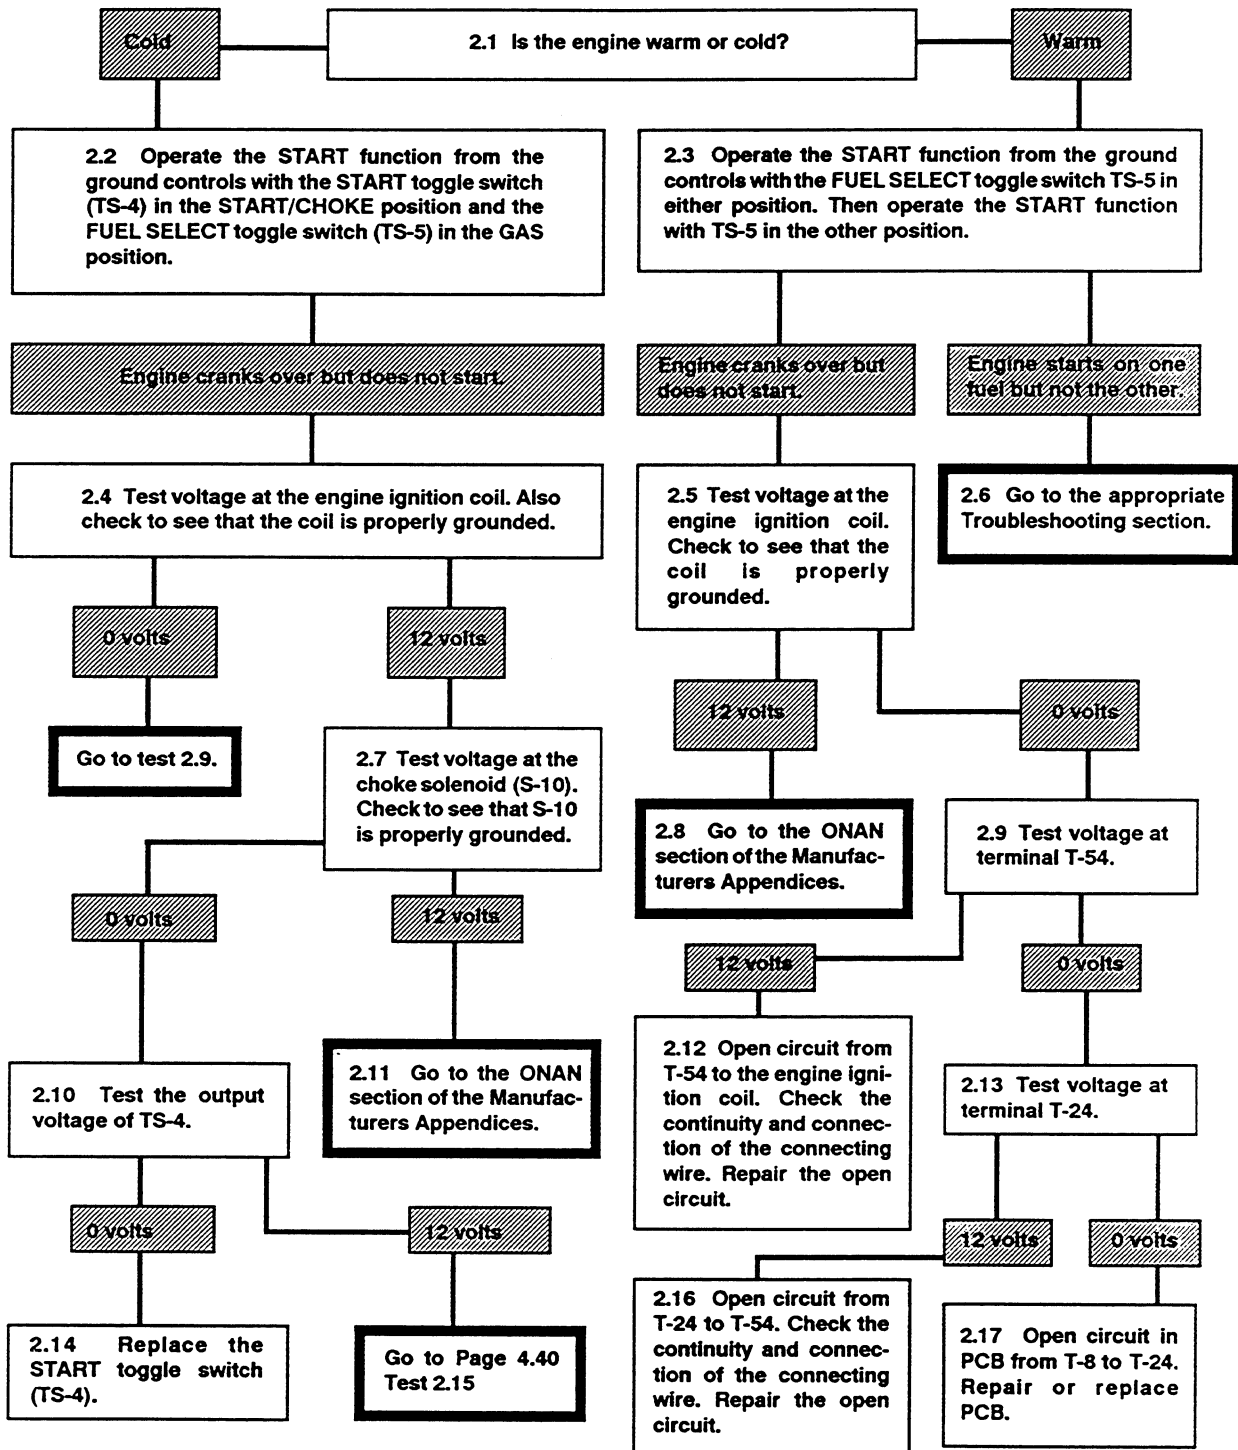 Cold
2.1 Is the engine warm or cold?
Warm
2.2 Operate the START function from the
ground controls with the START toggle switch
(TS-4) in the START/CHOKE position and the
FUEL SELECT toggle switch (TS-5) in the GAS
position.
2.3 Operate the START function from the ground
controls with the FUEL SELECT toggle switch TS-5 in
either position. Then operate the START function
with TS-5 in the other position.
Engine cranks over but does not start.
Engine cranks over but
does not start.
Engine starts on one
fuel but not the other.
2.4 Test voltage at the engine ignition coil. Also
check to see that the coil is properly grounded.
2.5 Test voltage at the
engine ignition coil.
Check to see that the
coil is properly
grounded.
2.6 Go to the appropriate
Troubleshooting section.
0 volts
12 volts
12 volts
0 volts
Go to test 2.9.
2.7 Test voltage at the
choke solenoid (S-10).
Check to see that S-10
is properly grounded.
2.8 Go to the ONAN
section of the Manufac-
turers Appendices.
2.9 Test voltage at
terminal T-54.
0 volts
12 volts
12 volts
0 volts
2.10 Test the output
voltage of TS-4.
2.11 Go to the ONAN
section of the Manufac-
turers Appendices.
2.12 Open circuit from
T-54 to the engine igni-
tion coil. Check the
continuity and connec-
tion of the connecting
wire. Repair the open
circuit.
2.13 Test voltage at
terminal T-24.
0 volts
12 volts
12 volts
0 volts
2.14 Replace the
START toggle switch
(TS-4).
Go to Page 4.40
Test 2.15
2.16 Open circuit from
T-24 to T-54. Check the
continuity and connec-
tion of the connecting
wire. Repair the open
circuit.
2.17 Open circuit in
PCB from T-8 to T-24.
Repair or replace
PCB.